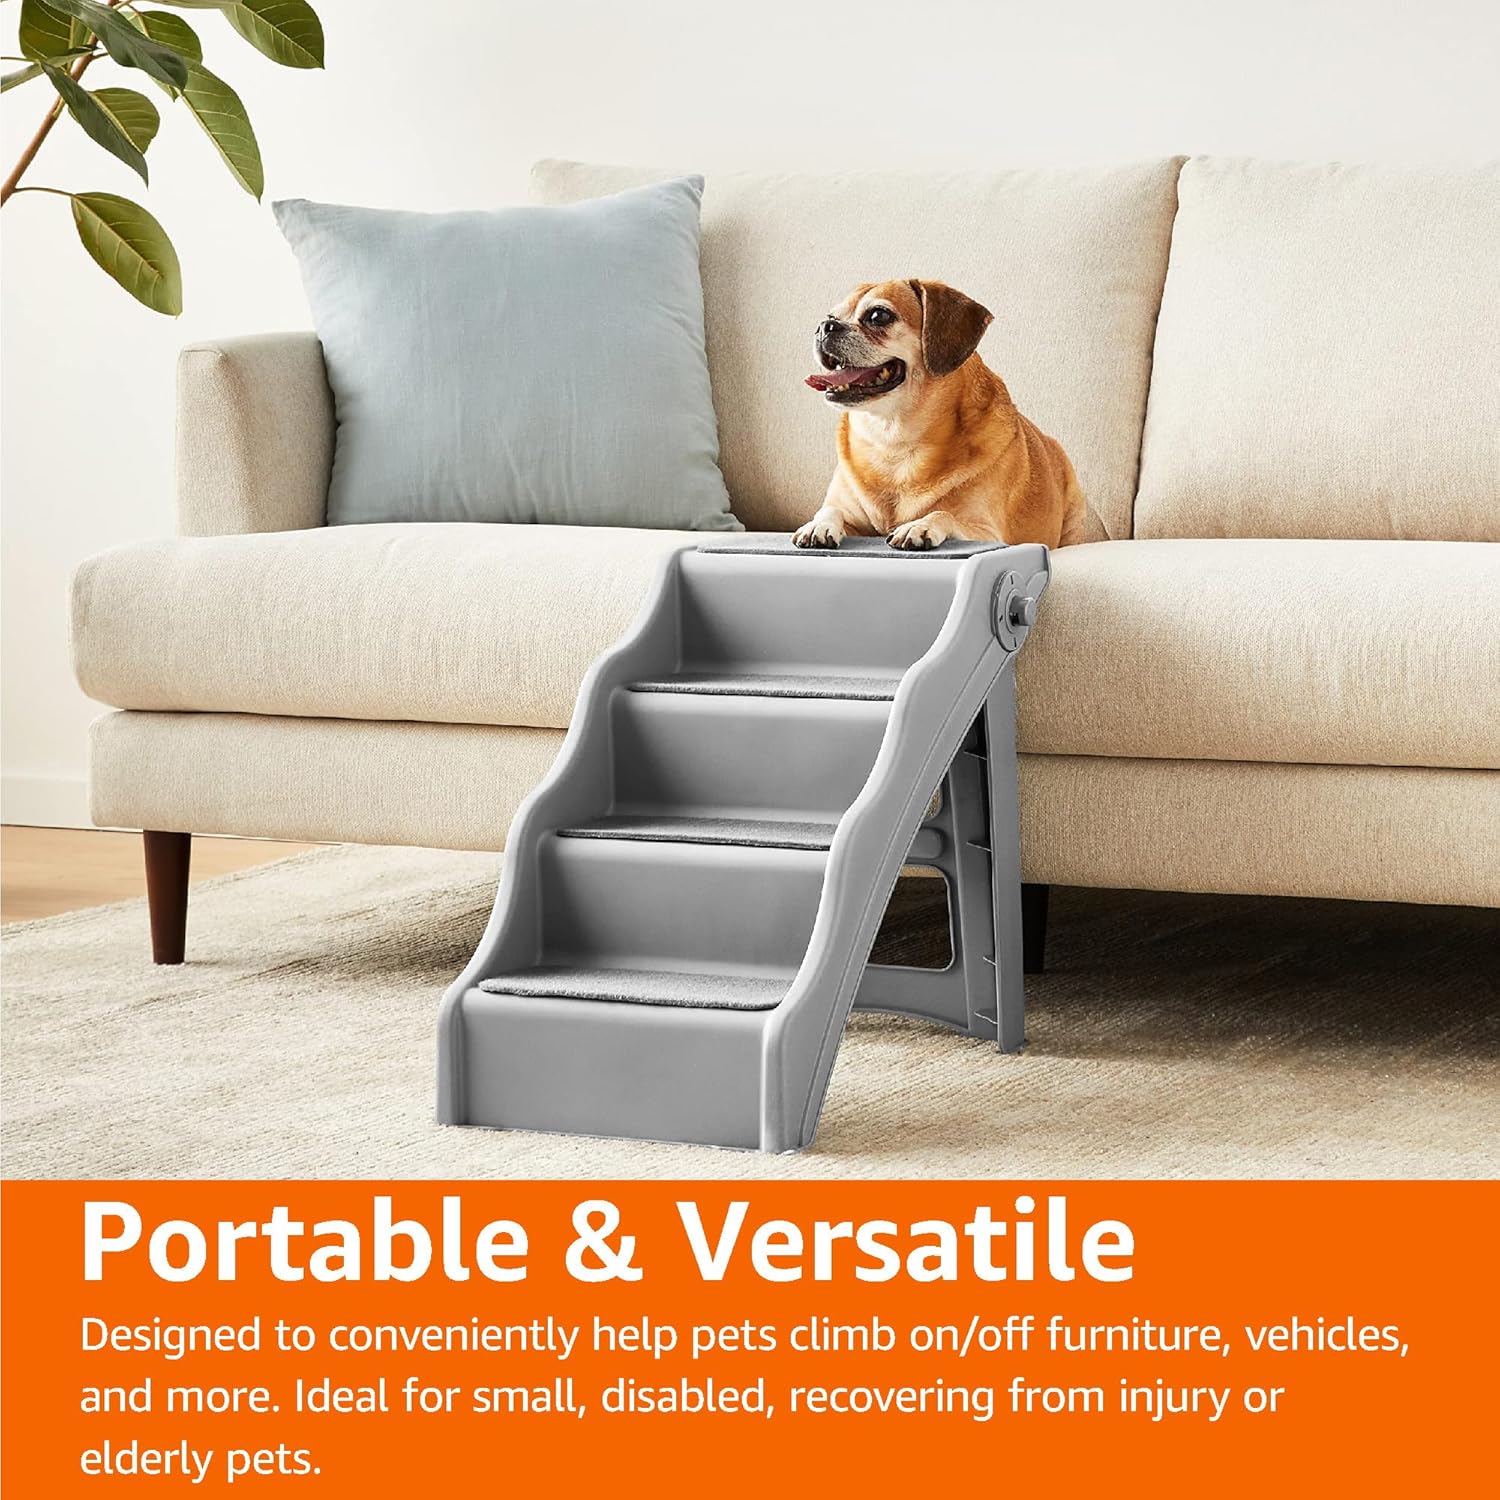 Portable & Versatile
Designed to conveniently help pets climb on/off furniture, vehicles,
and more. Ideal for small, disabled, recovering from injury or
elderly pets.